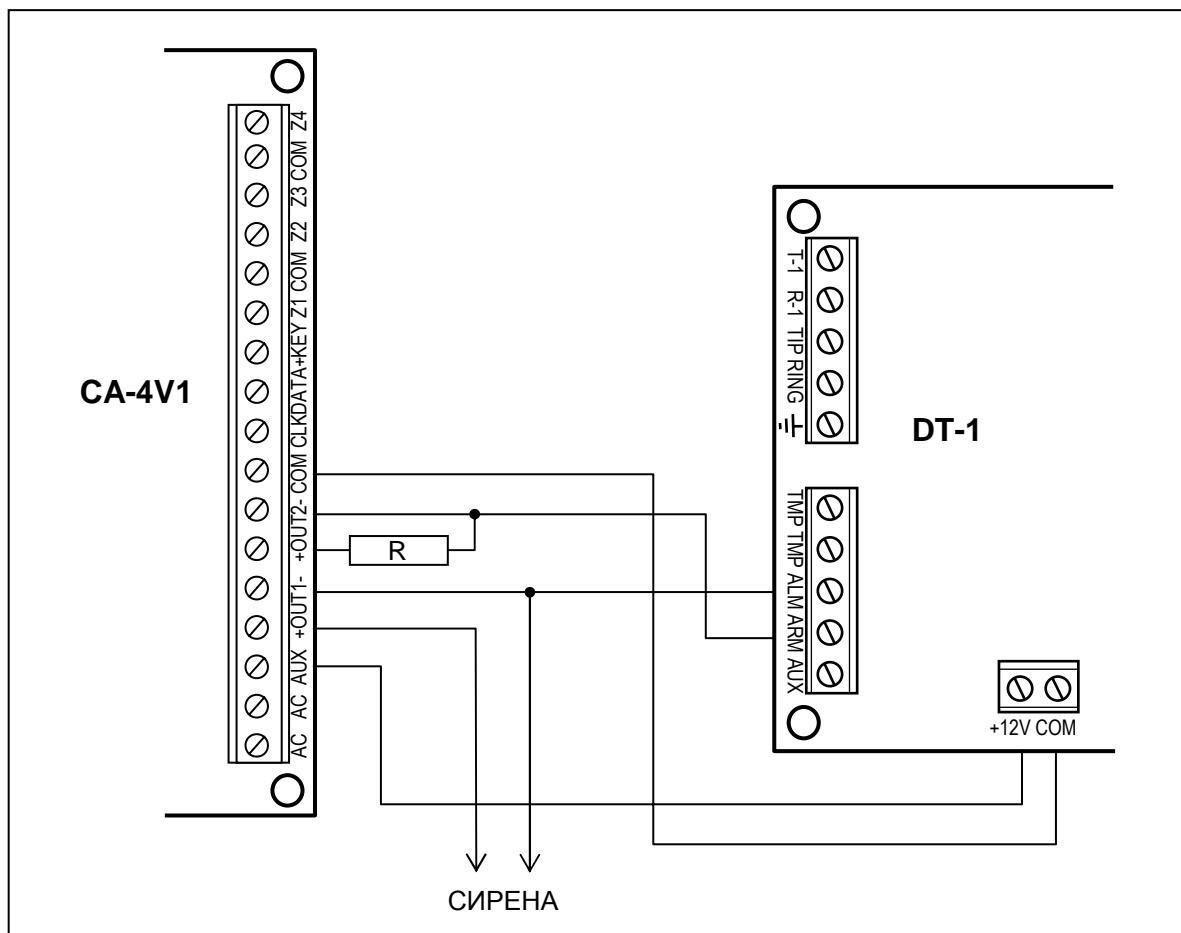 CA-4V1
Z4
COM
Z3
Z2
COM
Z1
KEY
DATA+
CLK
COM
+OUT2-
+OUT1-
AUX
AC
AC
R
СИРЕНА
DT-1
T-1
R-1
TIP
RING
TMP
TMP
ALM
ARM
AUX
+12V COM